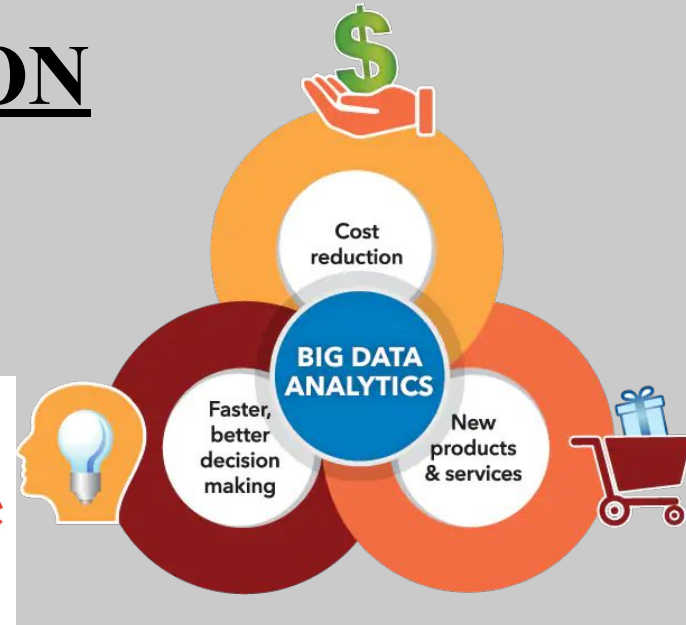 ON
Cost
reduction
BIG DATA
ANALYTICS
Faster,
better
decision
making
New
products
& services